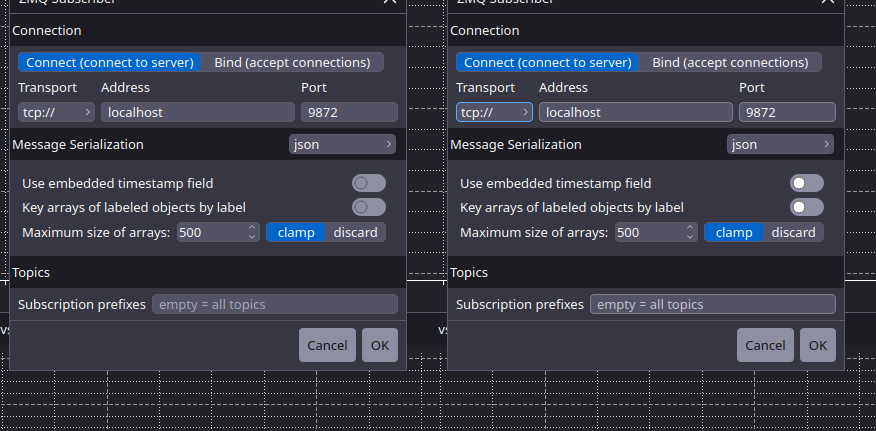 ZMQ Subscriber
Connection
Connect (connect to server) Bind (accept connections)
Transport Address Port
tcp:// localhost 9872
Message Serialization json
Use embedded timestamp field
Key arrays of labeled objects by label
Maximum size of arrays: 500 clamp discard
Topics
Subscription prefixes empty = all topics
Cancel OK
ZMQ Subscriber
Connection
Connect (connect to server) Bind (accept connections)
Transport Address Port
tcp:// localhost 9872
Message Serialization json
Use embedded timestamp field
Key arrays of labeled objects by label
Maximum size of arrays: 500 clamp discard
Topics
Subscription prefixes empty = all topics
Cancel OK